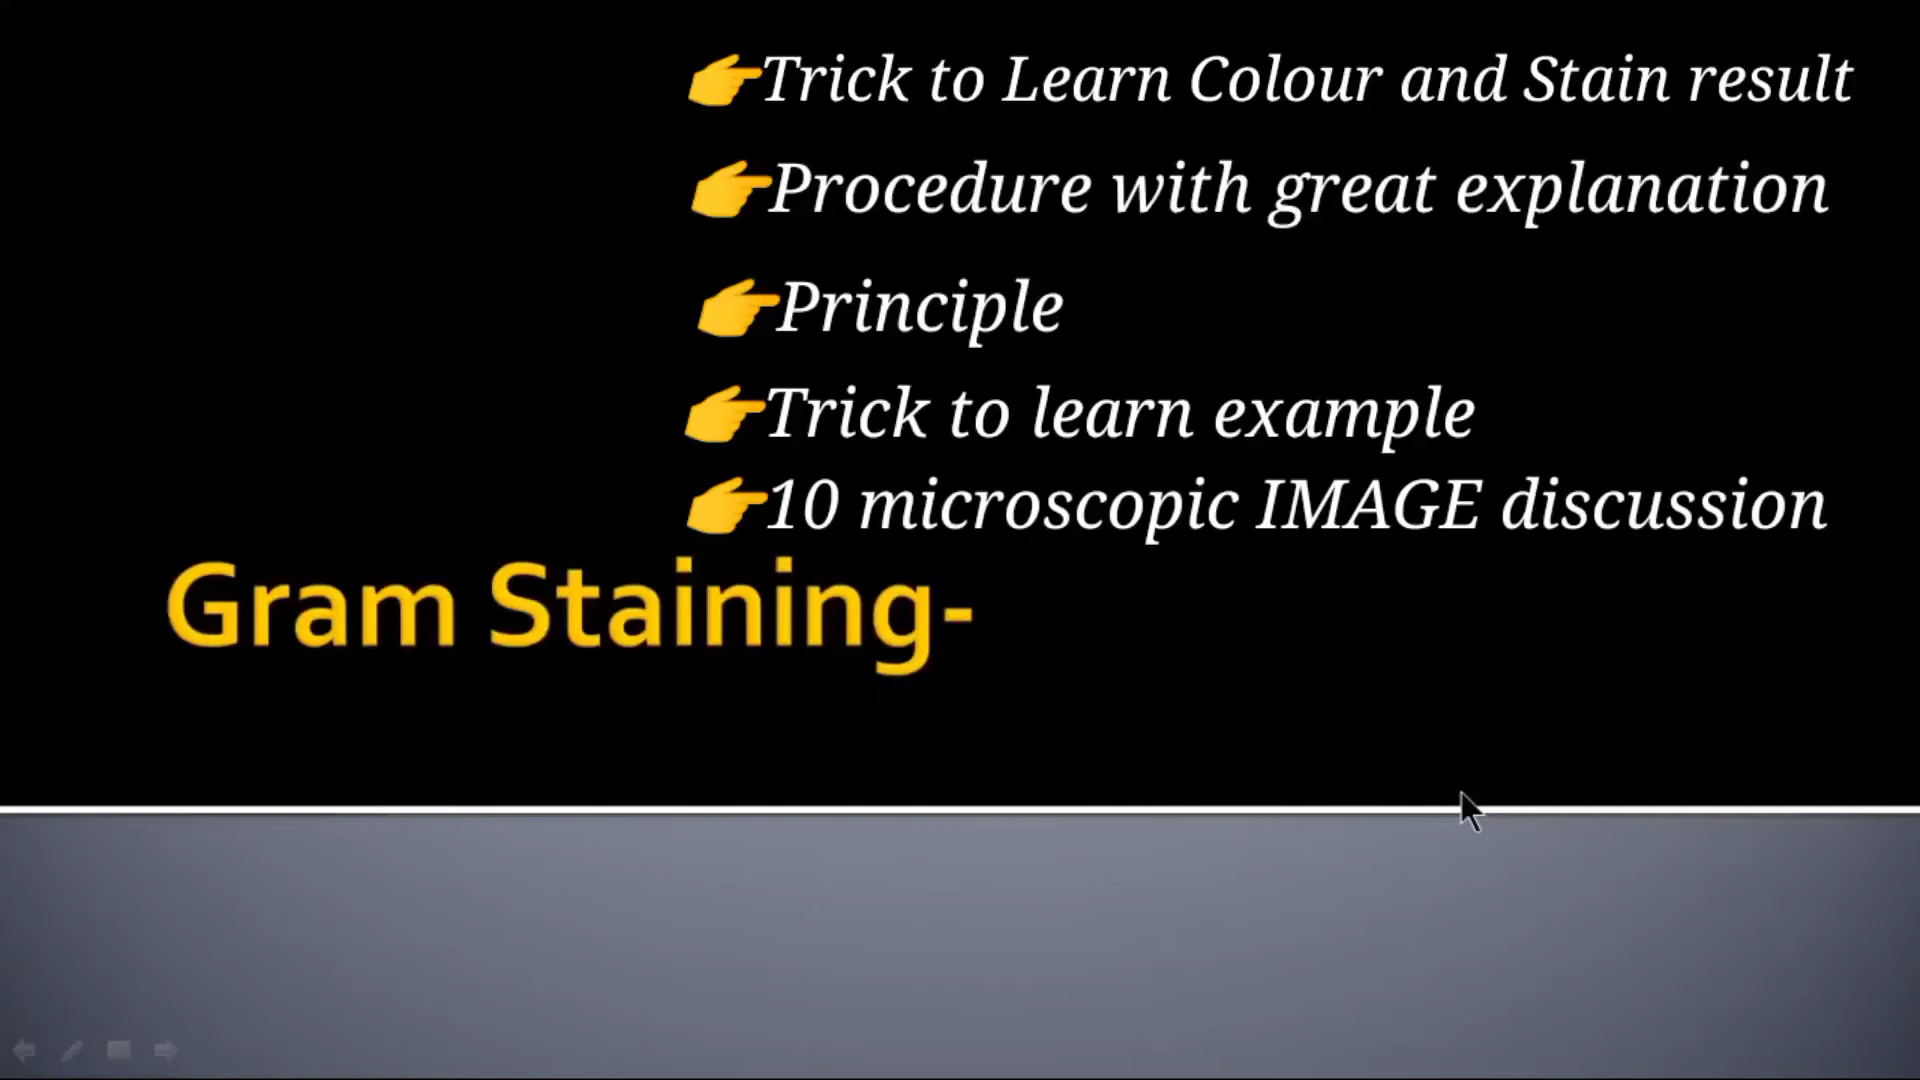 👉Trick to Learn Colour and Stain result
👉Procedure with great explanation
👉Principle
👉Trick to learn example
👉10 microscopic IMAGE discussion
Gram Staining-